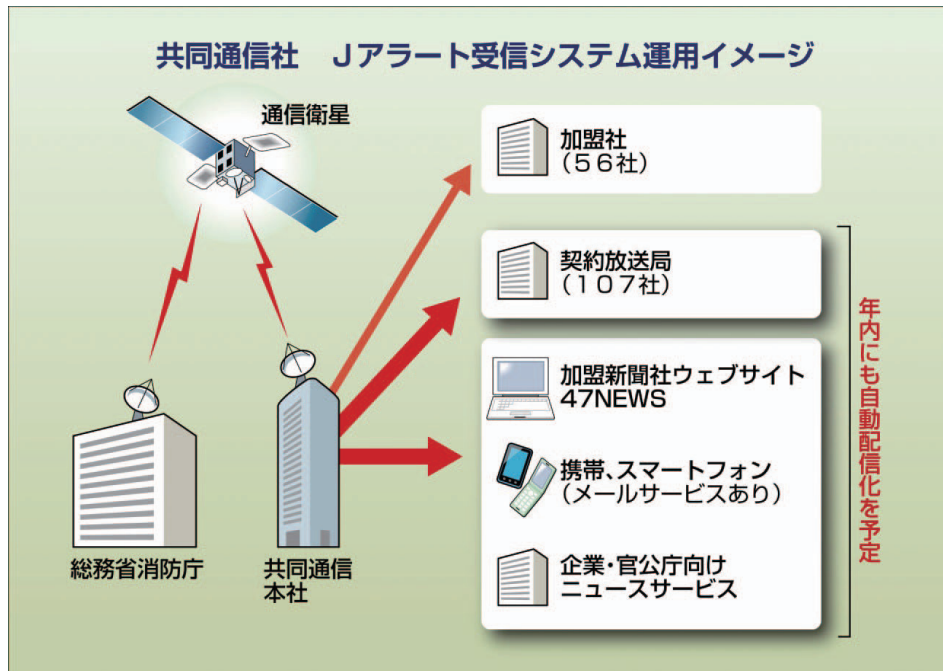 共同通信社　Jアラート受信システム運用イメージ
通信衛星
総務省消防庁
共同通信
本社
加盟社
（56社）
契約放送局
（107社）
加盟新聞社ウェブサイト
47NEWS
携帯、スマートフォン
（メールサービスあり）
企業・官公庁向け
ニュースサービス
年内にも自動配信化を予定